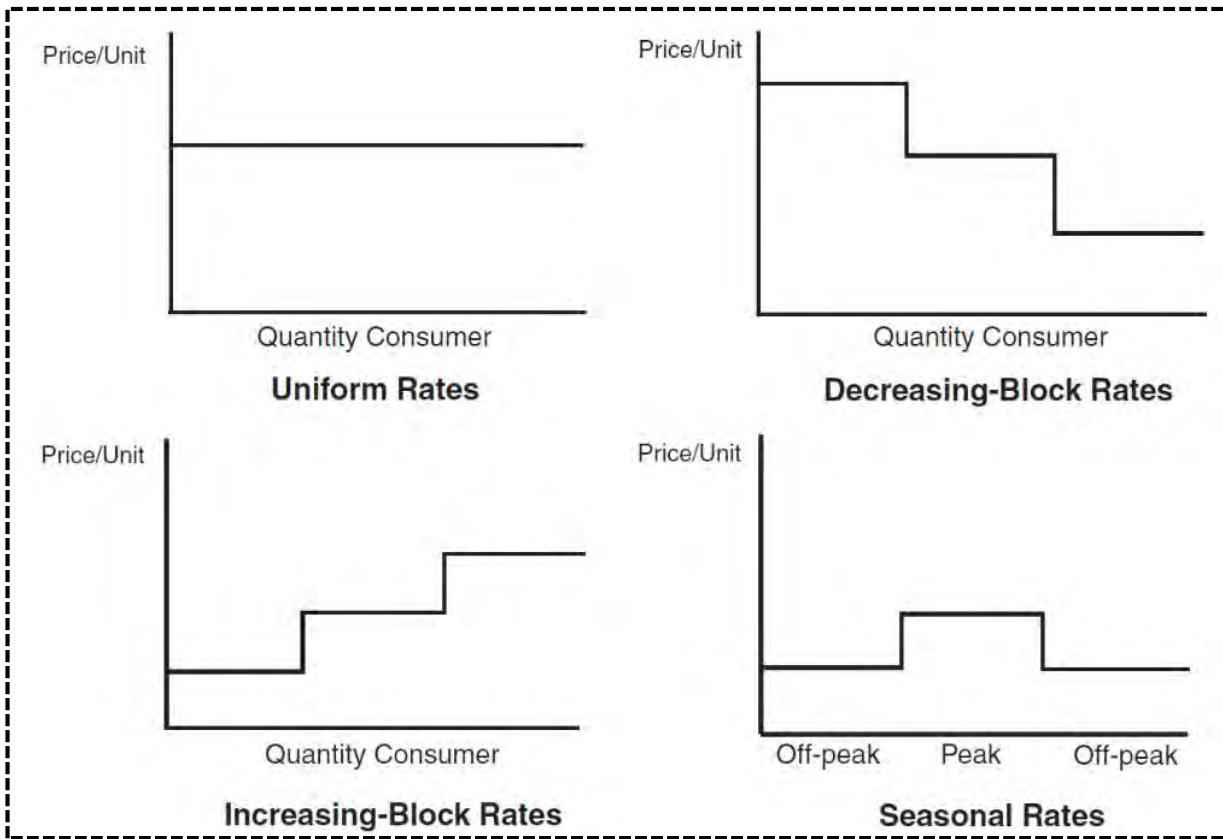 Price/Unit
Quantity Consumer
Uniform Rates
Price/Unit
Quantity Consumer
Decreasing-Block Rates
Price/Unit
Quantity Consumer
Increasing-Block Rates
Price/Unit
Off-peak Peak Off-peak
Seasonal Rates